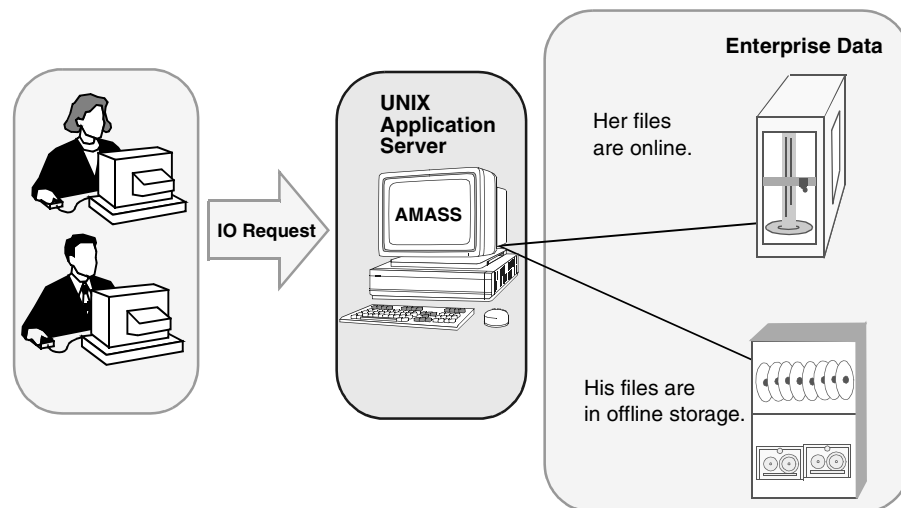 Enterprise Data
UNIX
Application
Server
Her files
are online.
AMASS
IO Request
His files are
in offline storage.